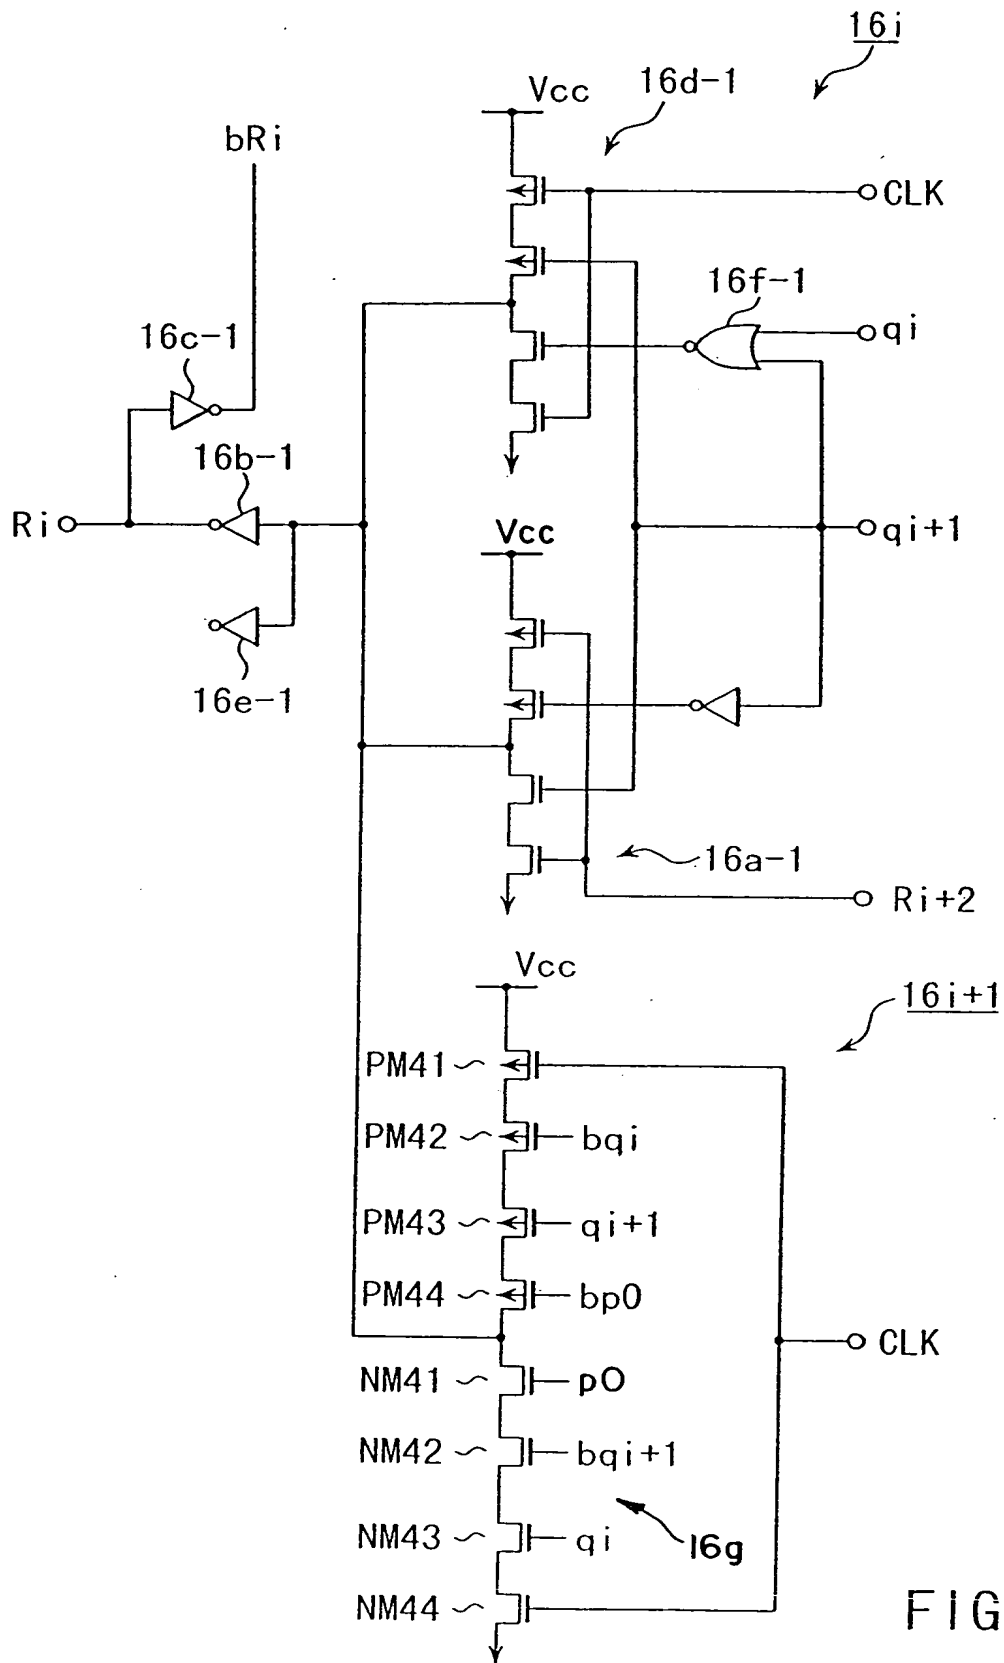 16i
Vcc
16d-1
bRi
CLK
16f-1
qi
16c-1
16b-1
Ri
Vcc
qi+1
16e-1
16a-1
Ri+2
Vcc
16i+1
PM41
PM42
bqi
PM43
qi+1
PM44
bp0
CLK
NM41
p0
NM42
bqi+1
NM43
qi
16g
NM44
FIG